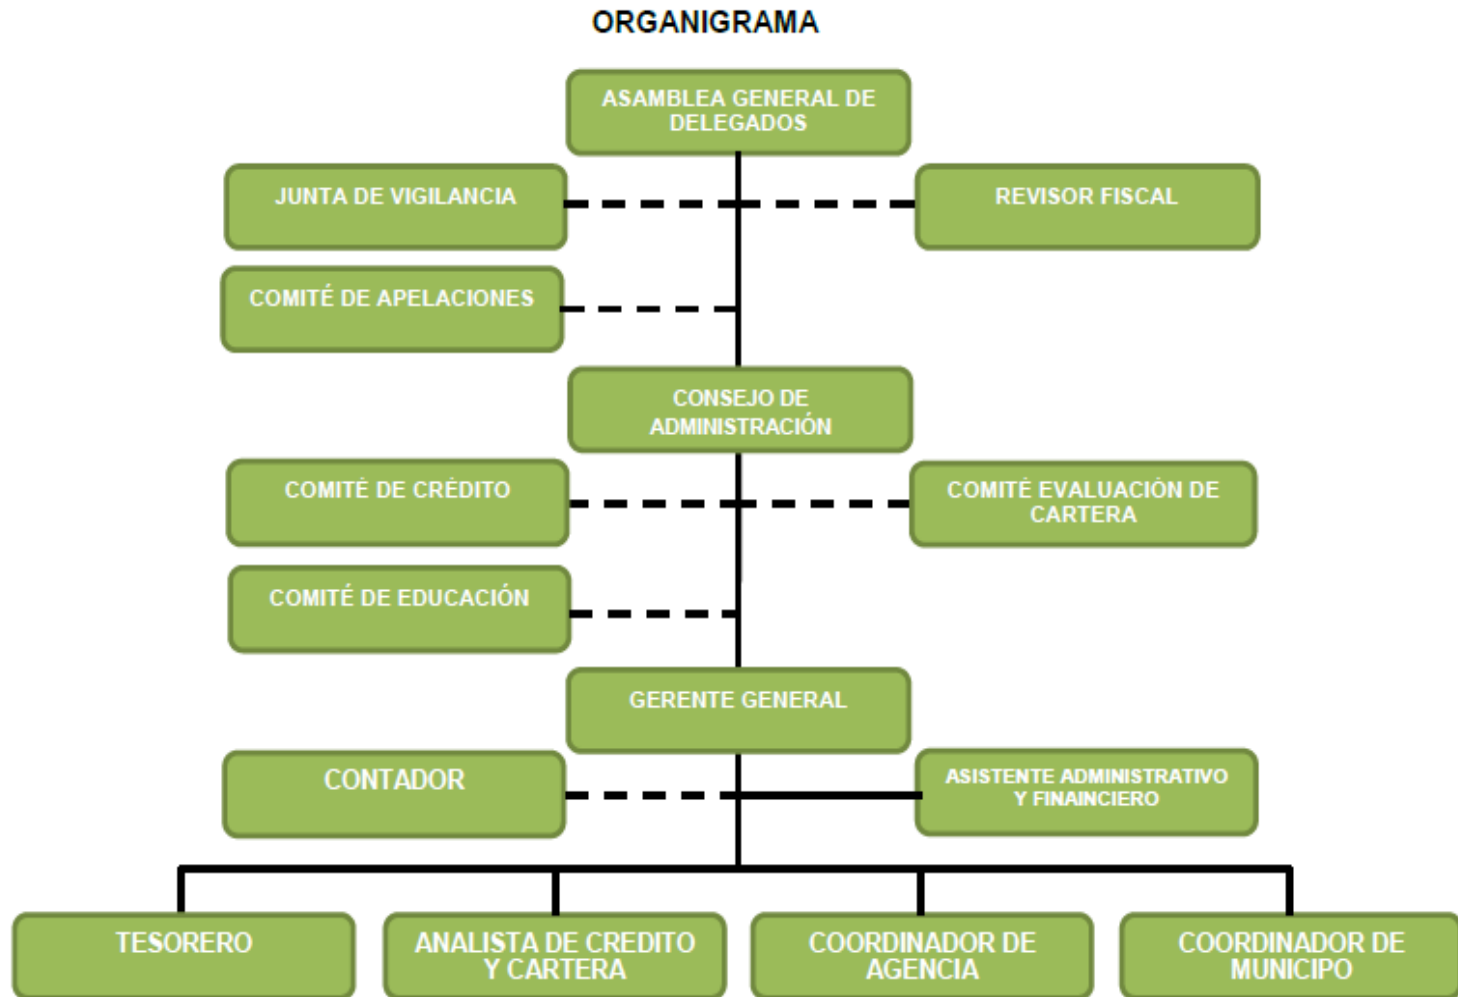 ORGANIGRAMA
ASAMBLEA GENERAL DE
DELEGADOS
JUNTA DE VIGILANCIA
REVISOR FISCAL
COMITÉ DE APELACIONES
CONSEJO DE
ADMINISTRACIÓN
COMITÉ DE CRÉDITO
COMITÉ EVALUACIÓN DE
CARTERA
COMITÉ DE EDUCACIÓN
GERENTE GENERAL
CONTADOR
ASISTENTE ADMINISTRATIVO
Y FINAINCIERO
TESORERO
ANALISTA DE CREDITO
Y CARTERA
COORDINADOR DE
AGENCIA
COORDINADOR DE
MUNICIPO